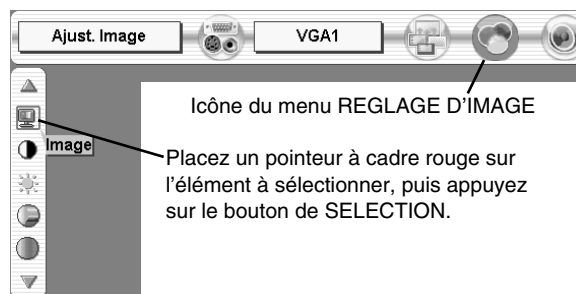 Ajust. Image
VGA1
Icône du menu REGLAGE D'IMAGE
Image
Placez un pointeur à cadre rouge sur
l'élément à sélectionner, puis appuyez
sur le bouton de SELECTION.